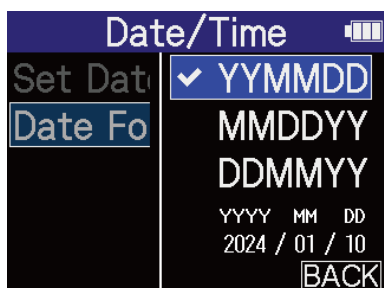 Date/Time
Set Dat
Date Fo
✔ YYMMDD
MMDDYY
DDMMYY
YYYY MM DD
2024 / 01 / 10
BACK